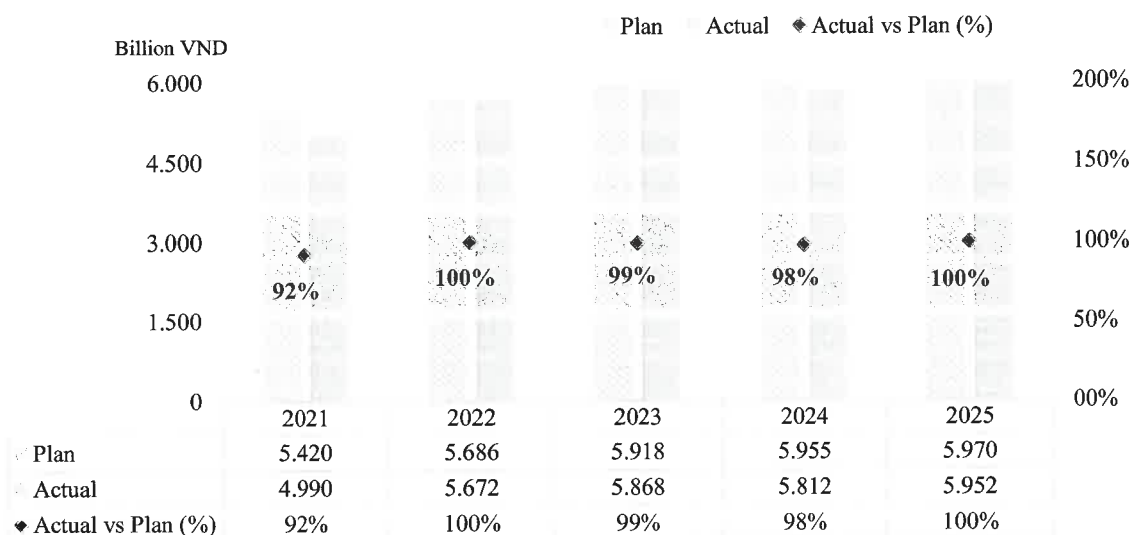 Plan Actual ◆ Actual vs Plan (%)
Billion VND
6.000 200%
4.500 150%
3.000 100%
92% 100% 99% 98% 100%
1.500 50%
0 00%
2021 2022 2023 2024 2025
Plan 5.420 5.686 5.918 5.955 5.970
Actual 4.990 5.672 5.868 5.812 5.952
◆ Actual vs Plan (%) 92% 100% 99% 98% 100%